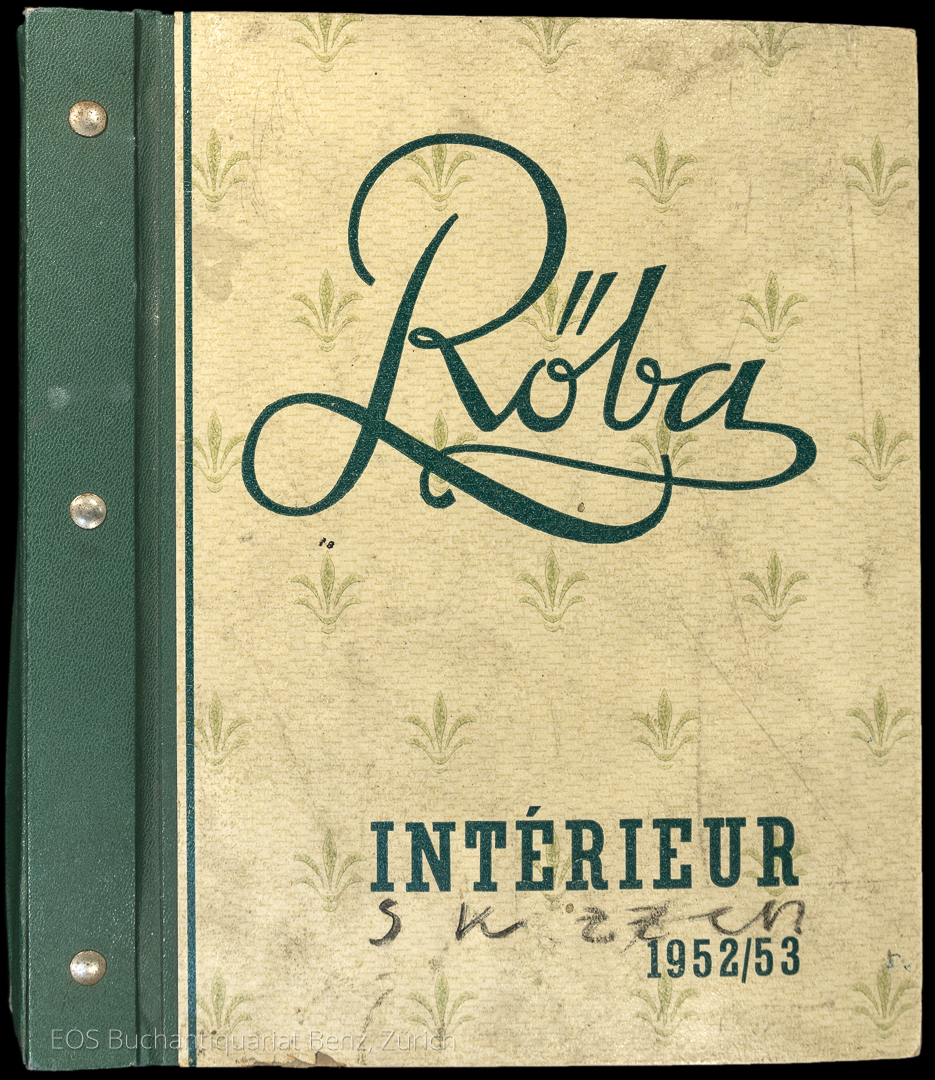 Röba
INTÉRIEUR
SKizzen
1952/53
EOS Buchantiquariat Benz, Zürich